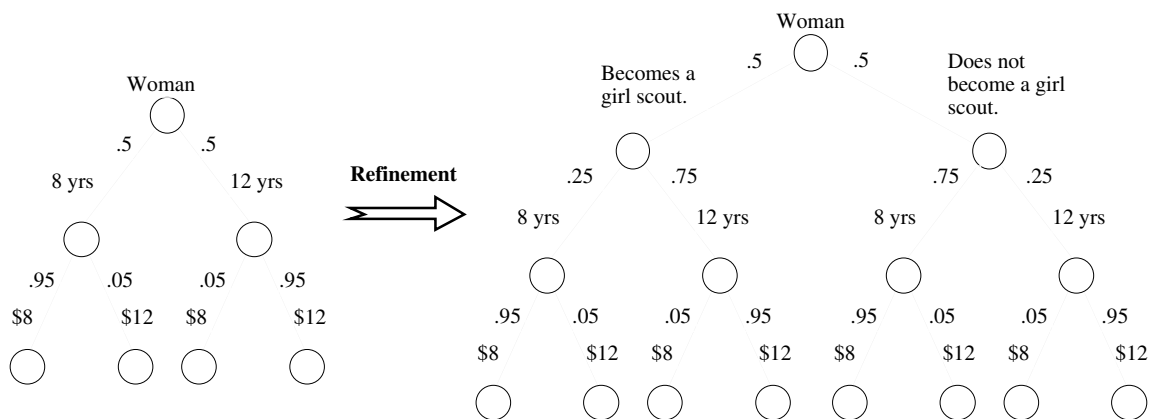 Woman
.5 .5
8 yrs 12 yrs
.95 .05 .05 .95
$8 $12 $8 $12
Refinement
Woman
.5 .5
Becomes a
girl scout.
Does not
become a girl
scout.
.25 .75 .75 .25
8 yrs 12 yrs 8 yrs 12 yrs
.95 .05 .05 .95 .95 .05 .05 .95
$8 $12 $8 $12 $8 $12 $8 $12